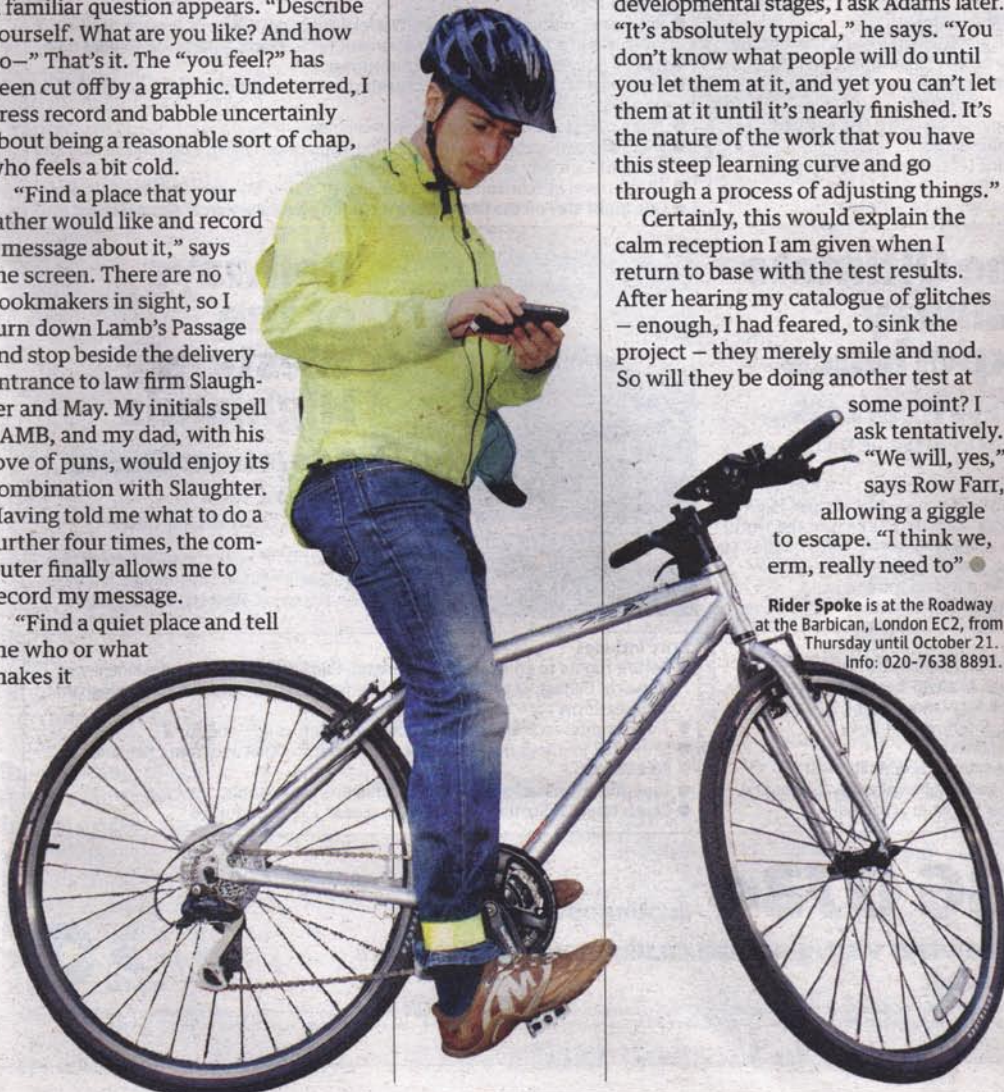 familiar question appears. “Describe
ourself. What are you like? And how
o—” That’s it. The “you feel?” has
een cut off by a graphic. Undeterred, I
ress record and babble uncertainly
bout being a reasonable sort of chap,
who feels a bit cold.
“Find a place that your
ather would like and record
message about it,” says
he screen. There are no
ookmakers in sight, so I
urn down Lamb’s Passage
nd stop beside the delivery
ntrance to law firm Slaugh-
er and May. My initials spell
AMB, and my dad, with his
ove of puns, would enjoy its
ombination with Slaughter.
Having told me what to do a
urther four times, the com-
uter finally allows me to
ecord my message.
“Find a quiet place and tell
me who or what
makes it
developmental stages, I ask Adams later.
“It’s absolutely typical,” he says. “You
don’t know what people will do until
you let them at it, and yet you can’t let
them at it until it’s nearly finished. It’s
the nature of the work that you have
this steep learning curve and go
through a process of adjusting things.”
Certainly, this would explain the
calm reception I am given when I
return to base with the test results.
After hearing my catalogue of glitches
– enough, I had feared, to sink the
project – they merely smile and nod.
So will they be doing another test at
some point? I
ask tentatively.
“We will, yes,”
says Row Farr,
allowing a giggle
to escape. “I think we,
erm, really need to”
Rider Spoke is at the Roadway
at the Barbican, London EC2, from
Thursday until October 21.
Info: 020-7638 8891.
TREK